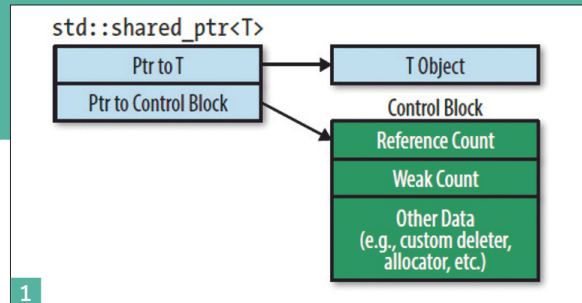 std::shared_ptr<T>
Ptr to T
T Object
Ptr to Control Block
Control Block
Reference Count
Weak Count
Other Data
(e.g., custom deleter,
allocator, etc.)
1